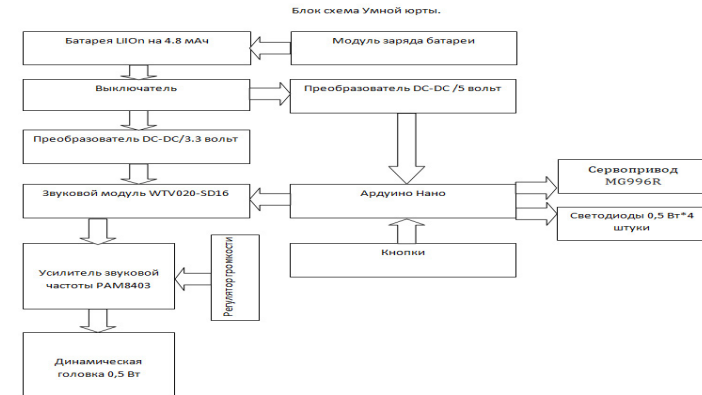 Блок схема Умной юрты.
Батарея LiIOn на 4.8 мАч
Модуль заряда батареи
Выключатель
Преобразователь DC-DC /5 вольт
Преобразователь DC-DC/3.3 вольт
Звуковой модуль WTV020-SD16
Ардуино Нано
Сервопривод
MG996R
Светодиоды 0,5 Вт*4
штуки
Кнопки
Усилитель звуковой
частоты PAM8403
Регулятор громкости
Динамическая
головка 0,5 Вт